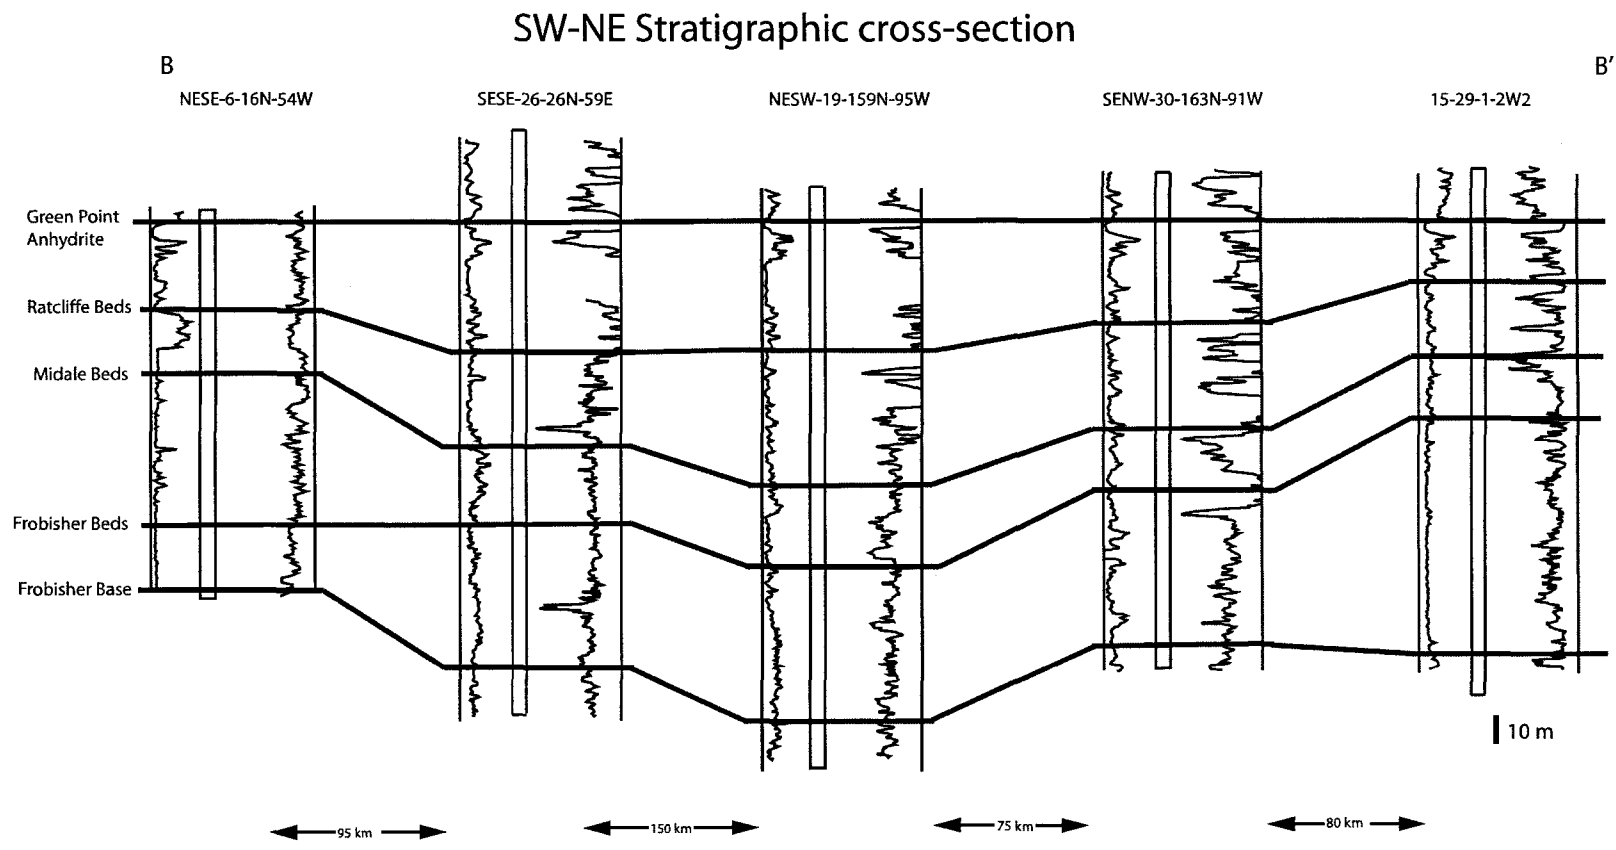 SW-NE Stratigraphic cross-section
B
B'
NESE-6-16N-54W
SESE-26-26N-59E
NESW-19-159N-95W
SENW-30-163N-91W
15-29-1-2W2
Green Point
Anhydrite
Ratcliffe Beds
Midale Beds
Frobisher Beds
Frobisher Base
10 m
95 km
150 km
75 km
80 km